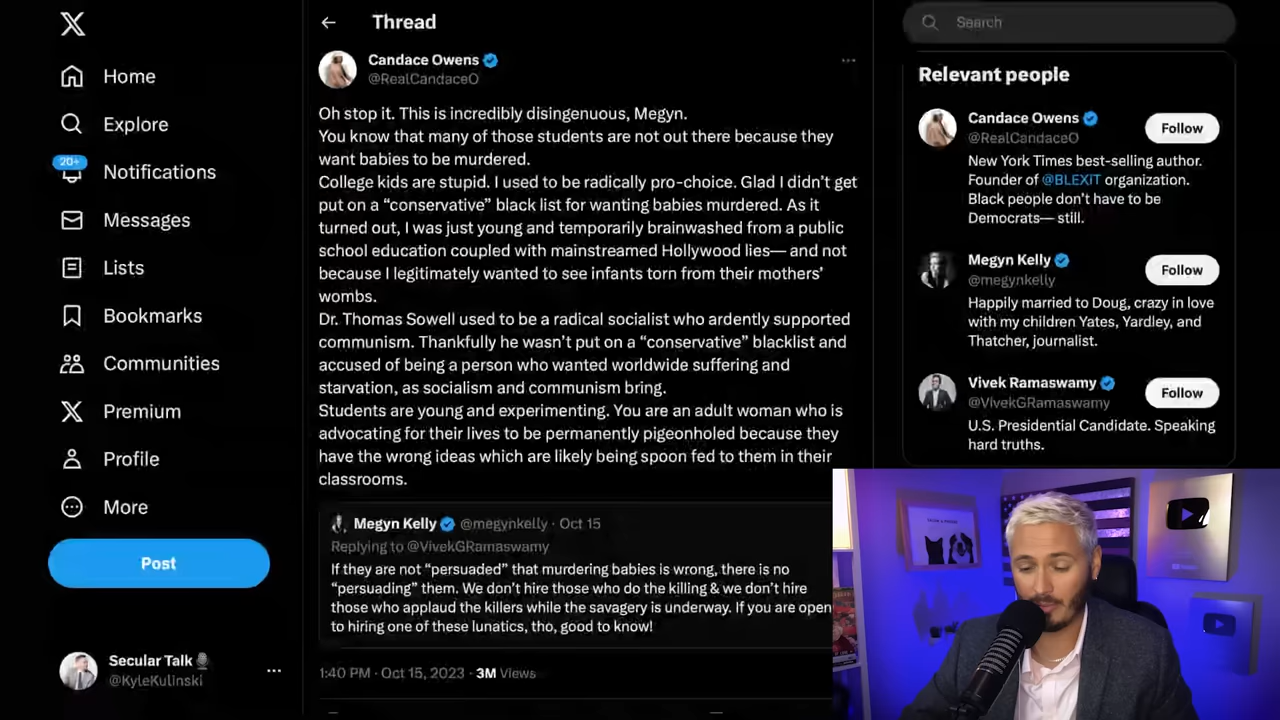 Home
Explore
20+
Notifications
Messages
Lists
Bookmarks
Communities
Premium
Profile
More
Post
Secular Talk🎙
@KyleKulinski
Thread
Candace Owens
@RealCandaceO
Oh stop it. This is incredibly disingenuous, Megyn.
You know that many of those students are not out there because they
want babies to be murdered.
College kids are stupid. I used to be radically pro-choice. Glad I didn’t get
put on a “conservative” black list for wanting babies murdered. As it
turned out, I was just young and temporarily brainwashed from a public
school education coupled with mainstreamed Hollywood lies— and not
because I legitimately wanted to see infants torn from their mothers’
wombs.
Dr. Thomas Sowell used to be a radical socialist who ardently supported
communism. Thankfully he wasn’t put on a “conservative” blacklist and
accused of being a person who wanted worldwide suffering and
starvation, as socialism and communism bring.
Students are young and experimenting. You are an adult woman who is
advocating for their lives to be permanently pigeonholed because they
have the wrong ideas which are likely being spoon fed to them in their
classrooms.
Megyn Kelly @megynkelly · Oct 15
Replying to @VivekGRamaswamy
If they are not “persuaded” that murdering babies is wrong, there is no
“persuading” them. We don’t hire those who do the killing & we don’t hire
those who applaud the killers while the savagery is underway. If you are open
to hiring one of these lunatics, tho, good to know!
1:40 PM · Oct 15, 2023 · 3M Views
Search
Relevant people
Candace Owens
@RealCandaceO
Follow
New York Times best-selling author.
Founder of @BLEXIT organization.
Black people don’t have to be
Democrats— still.
Megyn Kelly
@megynkelly
Follow
Happily married to Doug, crazy in love
with my children Yates, Yardley, and
Thatcher, journalist.
Vivek Ramaswamy
@VivekGRamaswamy
Follow
U.S. Presidential Candidate. Speaking
hard truths.